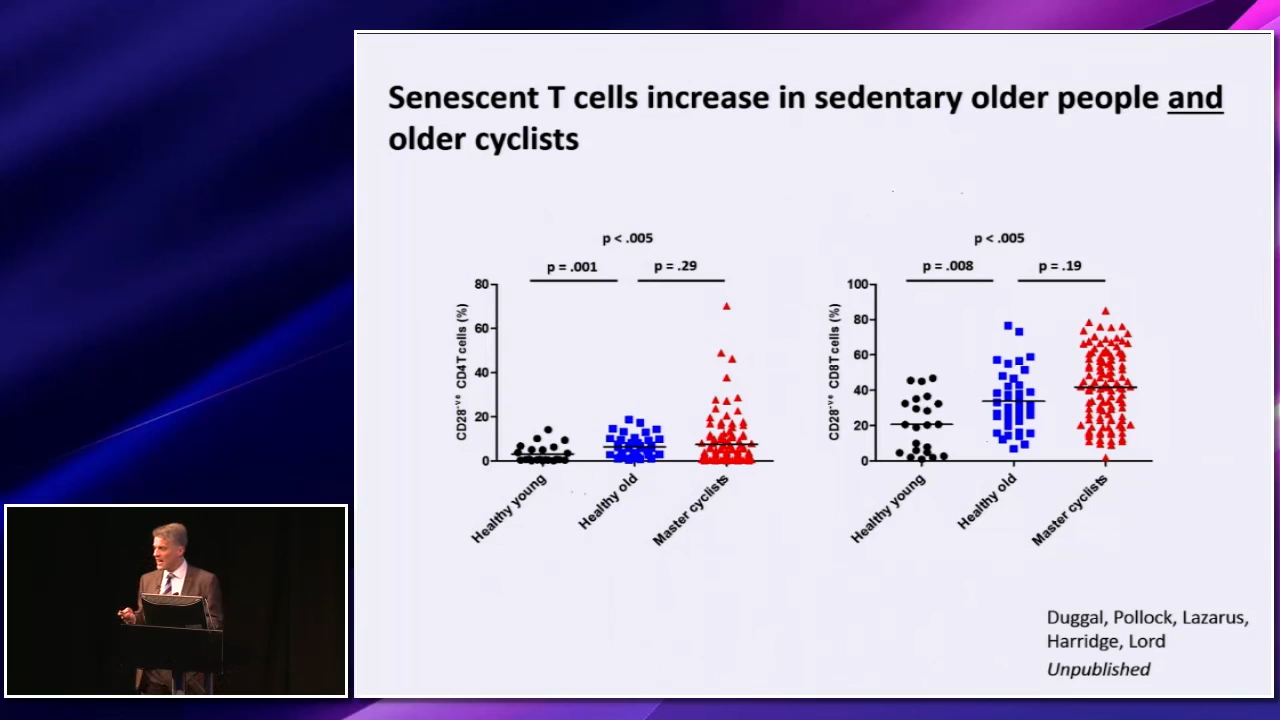 Senescent T cells increase in sedentary older people and
older cyclists
p < .005
p = .001
p = .29
80
60
40
20
0
CD28⁻ᵛᵉ CD4T cells (%)
Healthy young
Healthy old
Master cyclists
p < .005
p = .008
p = .19
100
80
60
40
20
0
CD28⁻ᵛᵉ CD8T cells (%)
Healthy young
Healthy old
Master cyclists
Duggal, Pollock, Lazarus,
Harridge, Lord
Unpublished